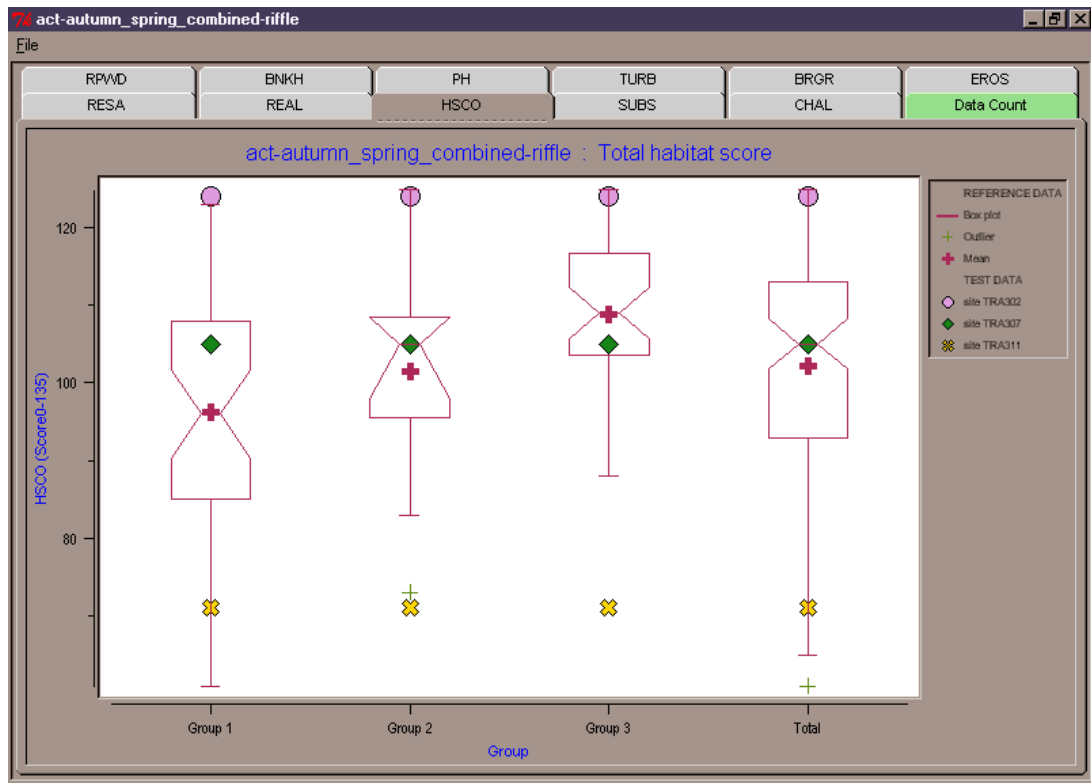 act-autumn_spring_combined-riffle
File
RPWD BNKH PH TURB BRGR EROS
RESA REAL HSCO SUBS CHAL Data Count
act-autumn_spring_combined-riffle : Total habitat score
HSCO (Score0-135)
120
100
80
Group 1 Group 2 Group 3 Total
Group
REFERENCE DATA
Box plot
Outlier
Mean
TEST DATA
site TRA302
site TRA307
site TRA311